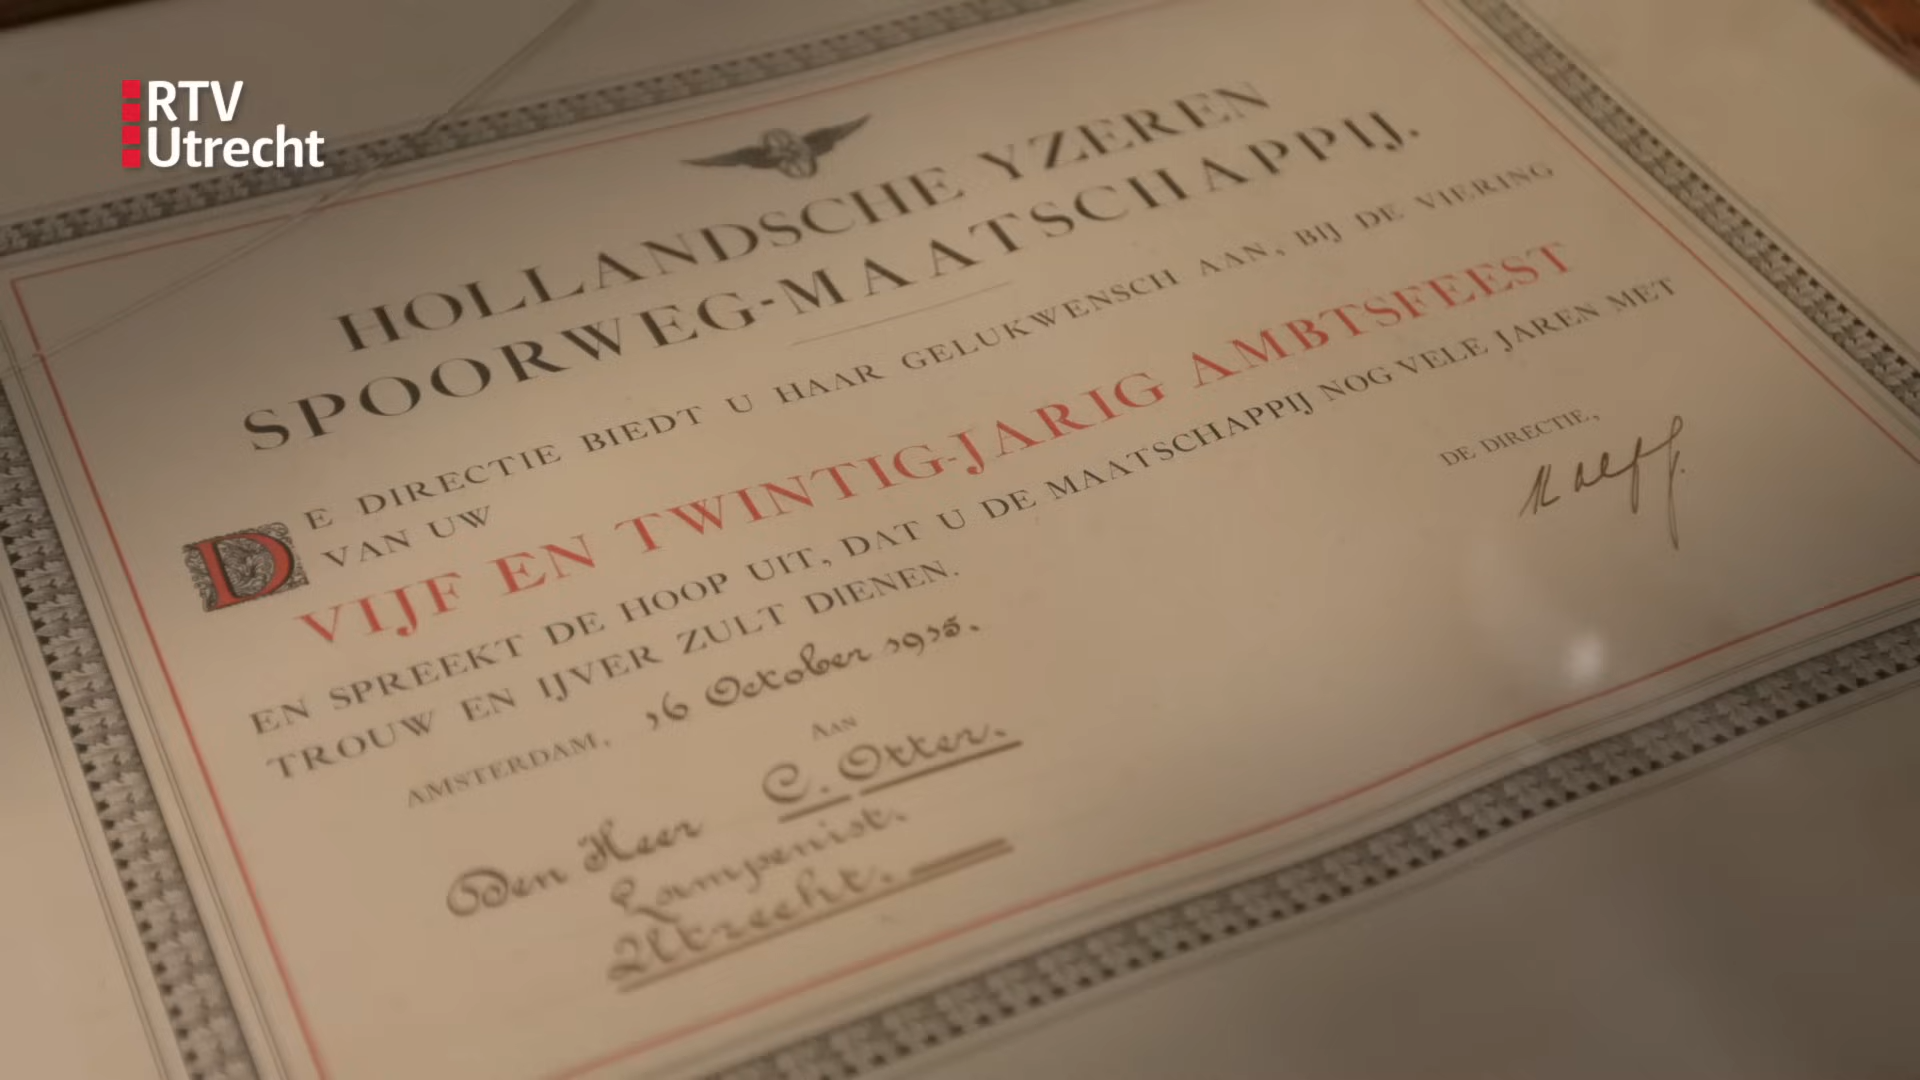 RTV
Utrecht
HOLLANDSCHE YZEREN
SPOORWEG-MAATSCHAPPIJ.
DE DIRECTIE BIEDT U HAAR GELUKWENSCH AAN, BIJ DE VIERING
VAN UW
VIJF EN TWINTIG-JARIG AMBTSFEEST
EN SPREEKT DE HOOP UIT, DAT U DE MAATSCHAPPIJ NOG VELE JAREN MET
TROUW EN IJVER ZULT DIENEN.
AMSTERDAM, 16 October 1915.
DE DIRECTIE,
AAN
Den Heer C. Otter.
Lampenist.
Utrecht.